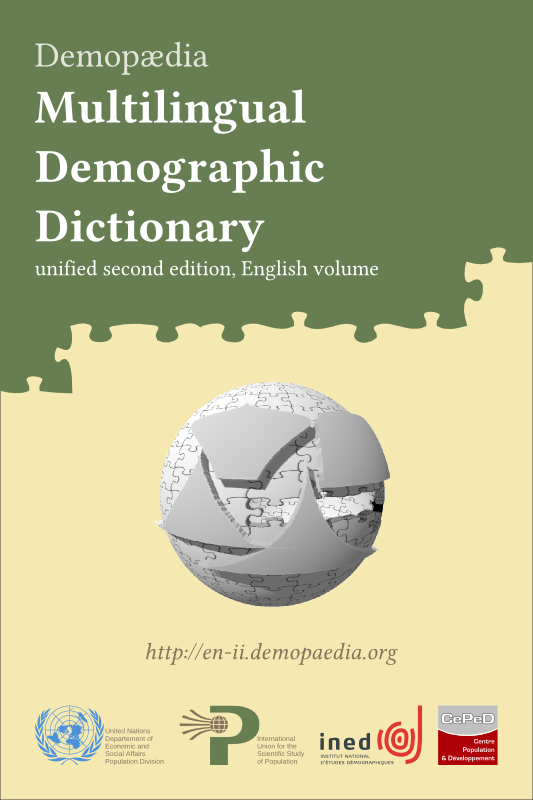 Demopædia
Multilingual
Demographic
Dictionary
unified second edition, English volume
http://en-ii.demopaedia.org
United Nations
Departement of
Economic and
Social Affairs
Population Division
P
International
Union for the
Scientific Study
of Population
ined
INSTITUT NATIONAL
D'ÉTUDES DÉMOGRAPHIQUES
CePeD
Centre
Population
& Développement